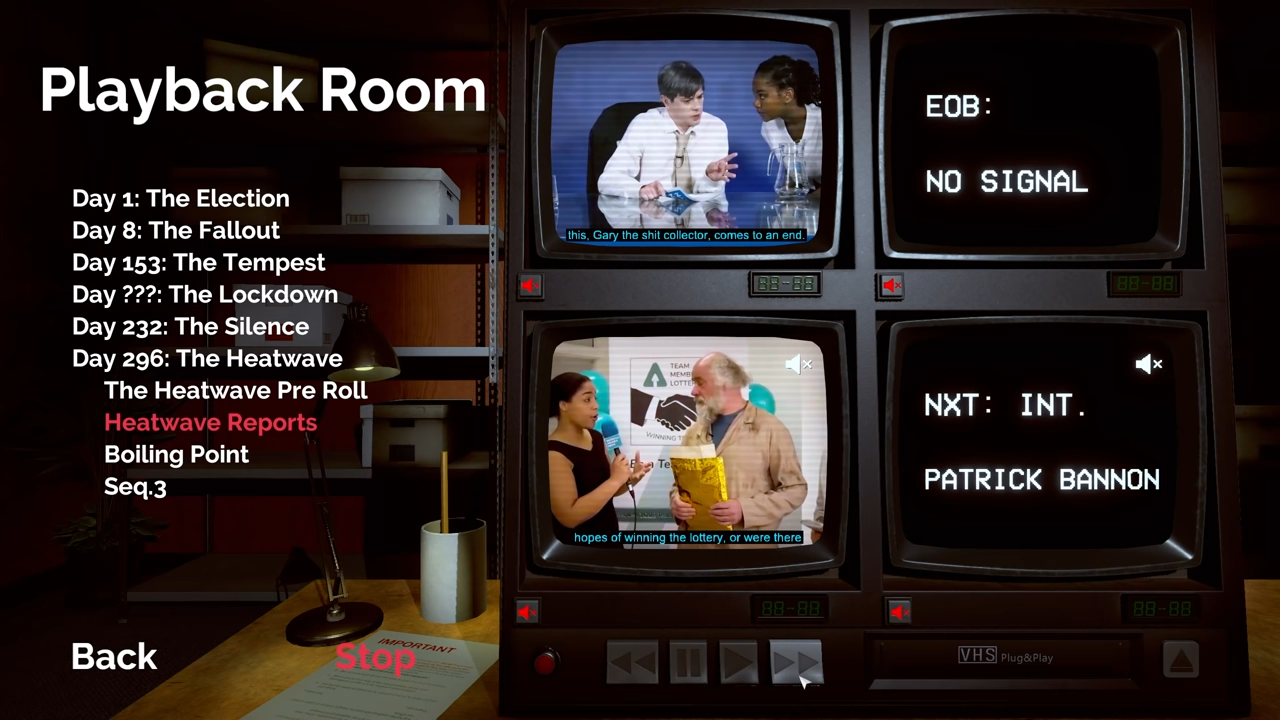 Playback Room
Day 1: The Election
Day 8: The Fallout
Day 153: The Tempest
Day ???: The Lockdown
Day 232: The Silence
Day 296: The Heatwave
The Heatwave Pre Roll
Heatwave Reports
Boiling Point
Seq.3
Back
Stop
IMPORTANT
this, Gary the shit collector, comes to an end.
EOB:
NO SIGNAL
TEAM
LOTTER
WINNING T
hopes of winning the lottery, or were there
NXT: INT.
PATRICK BANNON
VHS Plug&Play